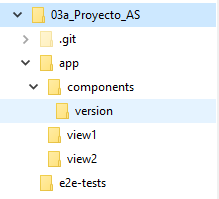 03a_Proyecto_AS
.git
app
components
version
view1
view2
e2e-tests